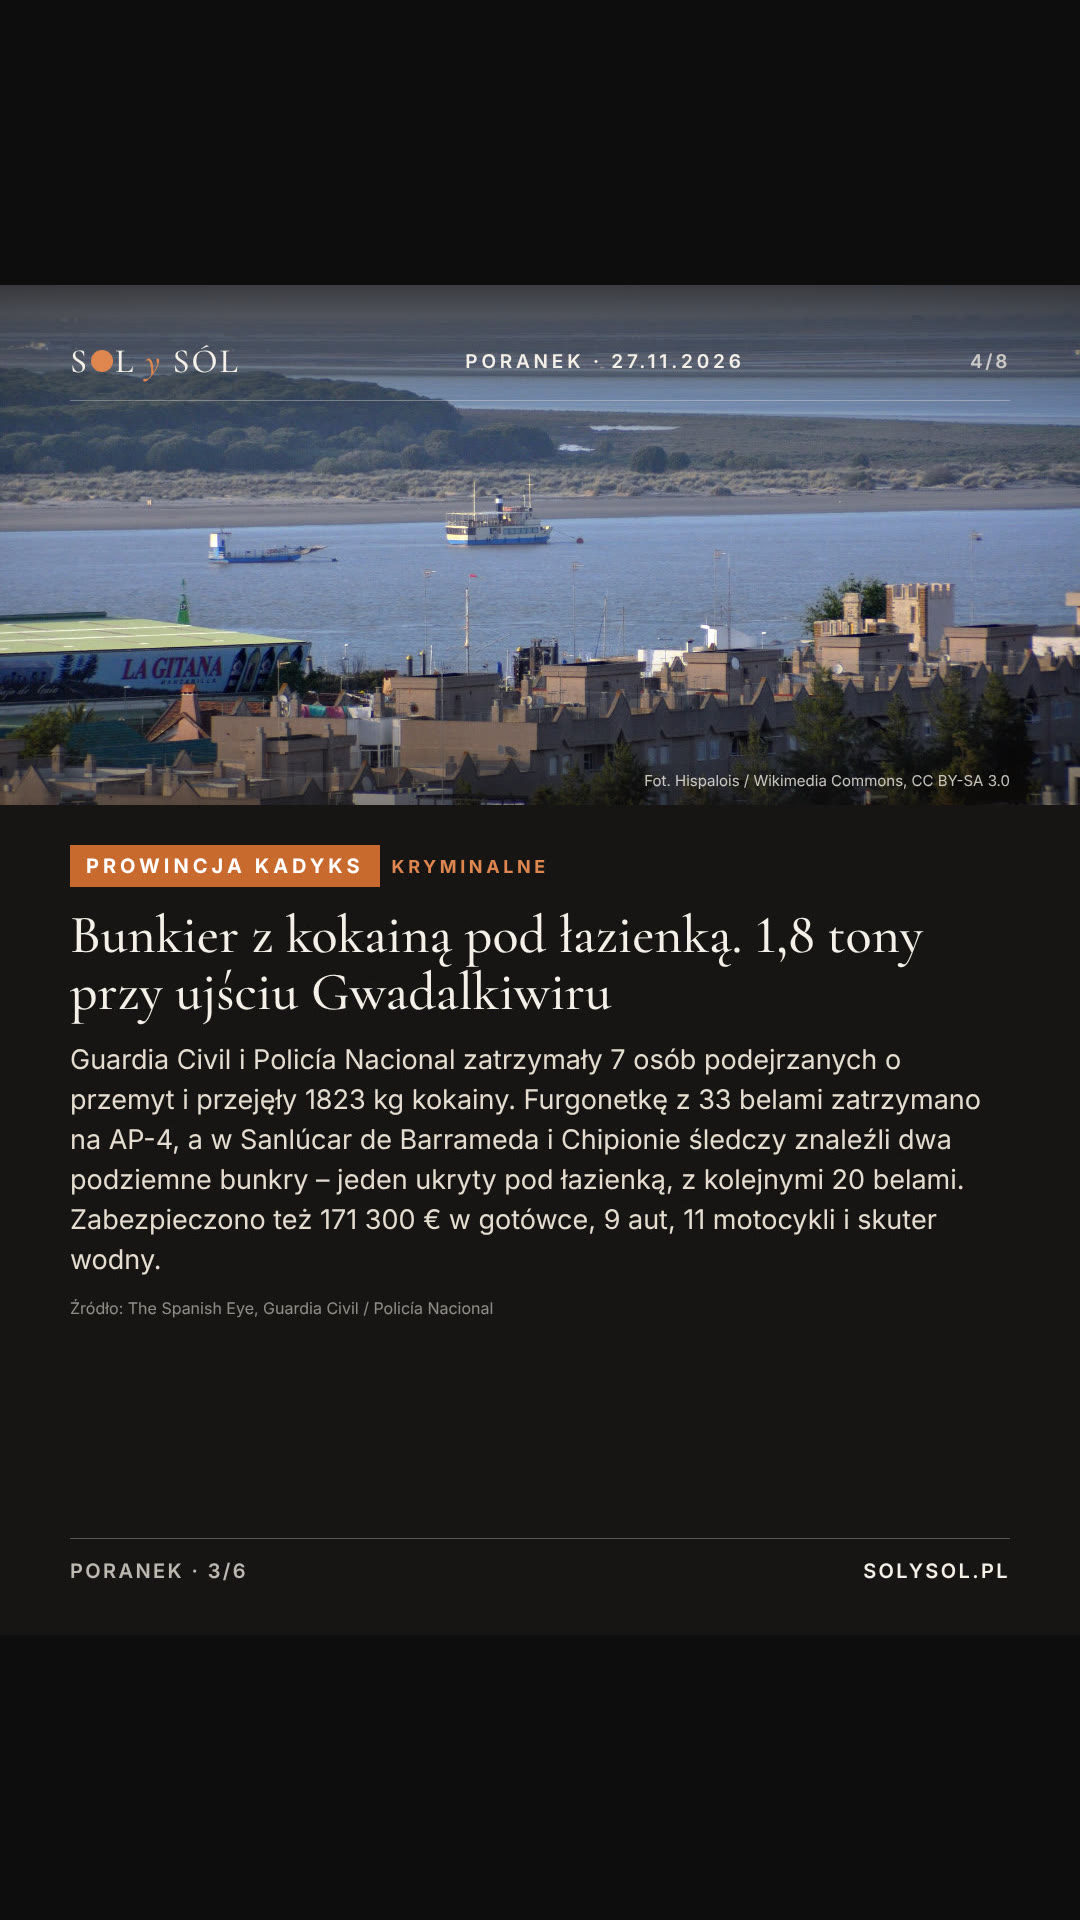 SOL y SÓL
PORANEK · 27.11.2026
4/8
LA GITANA
MANZANILLA
Fot. Hispalois / Wikimedia Commons, CC BY-SA 3.0
PROWINCJA KADYKS
KRYMINALNE
Bunkier z kokainą pod łazienką. 1,8 tony
przy ujściu Gwadalkiwiru
Guardia Civil i Policía Nacional zatrzymały 7 osób podejrzanych o
przemyt i przejęły 1823 kg kokainy. Furgonetkę z 33 belami zatrzymano
na AP-4, a w Sanlúcar de Barrameda i Chipionie śledczy znaleźli dwa
podziemne bunkry – jeden ukryty pod łazienką, z kolejnymi 20 belami.
Zabezpieczono też 171 300 € w gotówce, 9 aut, 11 motocykli i skuter
wodny.
Źródło: The Spanish Eye, Guardia Civil / Policía Nacional
PORANEK · 3/6
SOLYSOL.PL